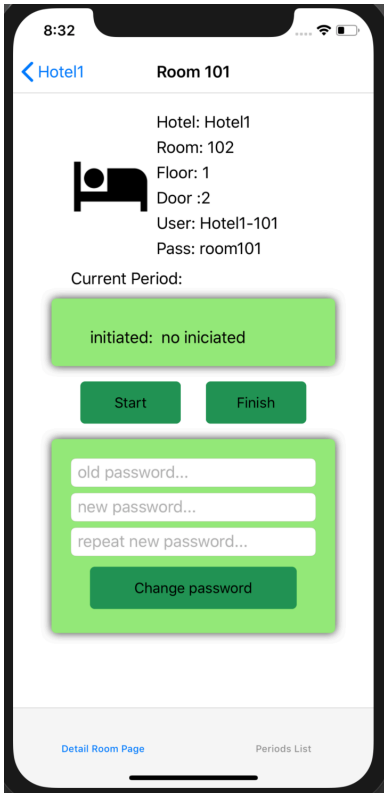 8:32
Hotel1
Room 101
Hotel: Hotel1
Room: 102
Floor: 1
Door :2
User: Hotel1-101
Pass: room101
Current Period:
initiated:  no iniciated
Start
Finish
old password...
new password...
repeat new password...
Change password
Detail Room Page
Periods List